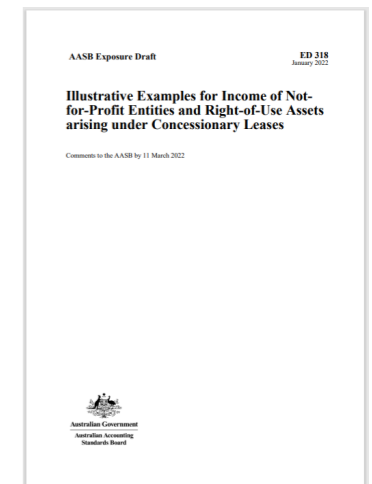 AASB Exposure Draft
ED 318
January 2022
Illustrative Examples for Income of Not-
for-Profit Entities and Right-of-Use Assets
arising under Concessionary Leases
Comments to the AASB by 11 March 2022
Australian Government
Australian Accounting
Standards Board